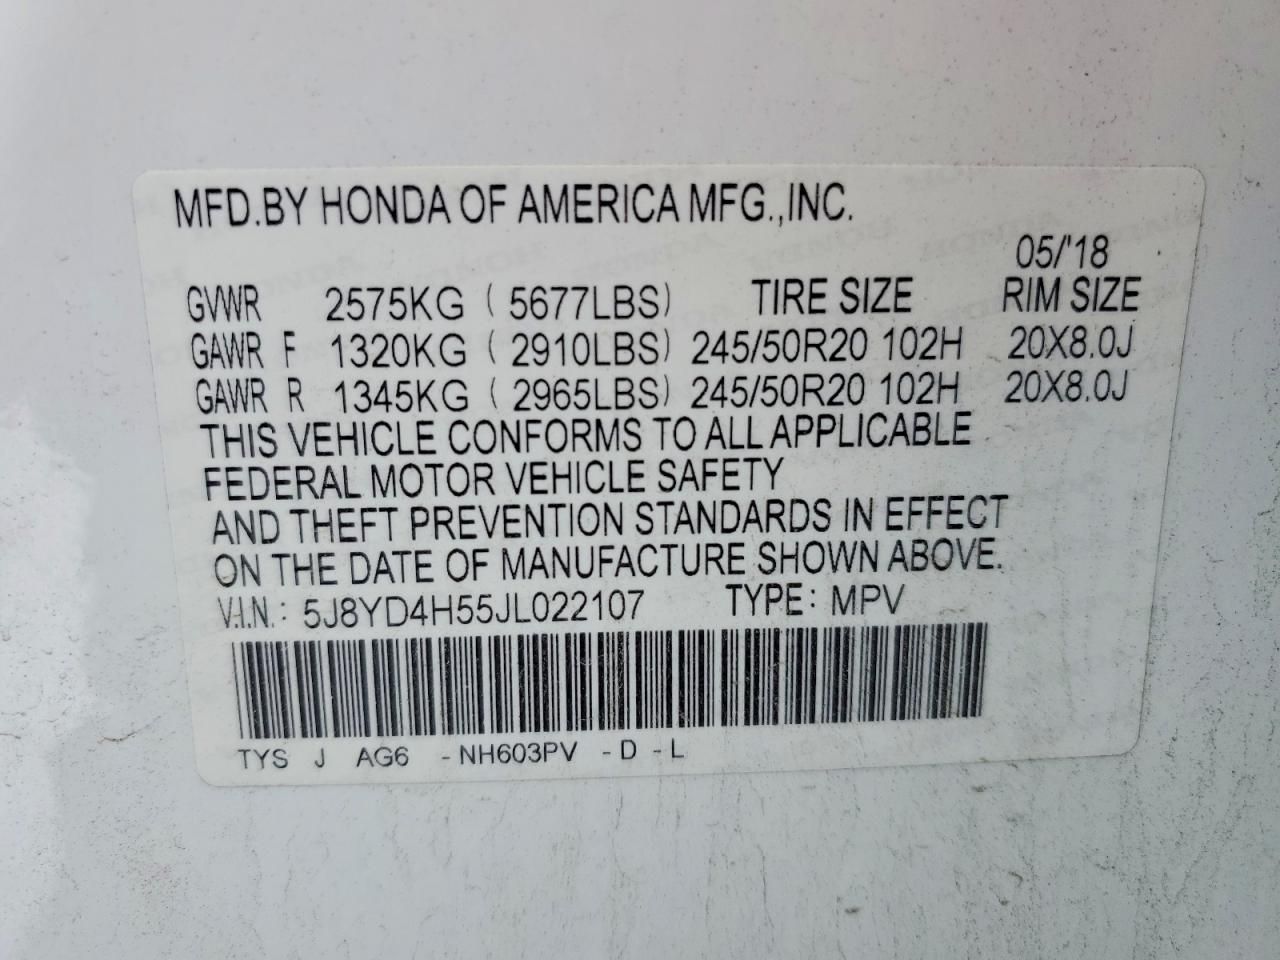 MFD.BY HONDA OF AMERICA MFG.,INC.
05/'18
GVWR 2575KG ( 5677LBS) TIRE SIZE RIM SIZE
GAWR F 1320KG ( 2910LBS) 245/50R20 102H 20X8.0J
GAWR R 1345KG ( 2965LBS) 245/50R20 102H 20X8.0J
THIS VEHICLE CONFORMS TO ALL APPLICABLE
FEDERAL MOTOR VEHICLE SAFETY
AND THEFT PREVENTION STANDARDS IN EFFECT
ON THE DATE OF MANUFACTURE SHOWN ABOVE.
V.I.N.: 5J8YD4H55JL022107 TYPE: MPV
TYS J AG6 -NH603PV -D -L